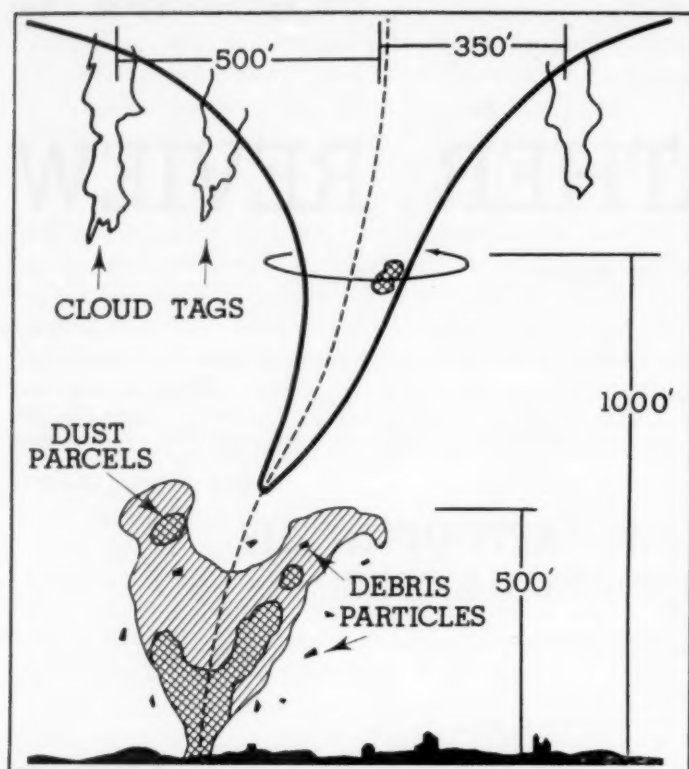 500'
350'
CLOUD TAGS
1000'
DUST
PARCELS
500'
DEBRIS
PARTICLES